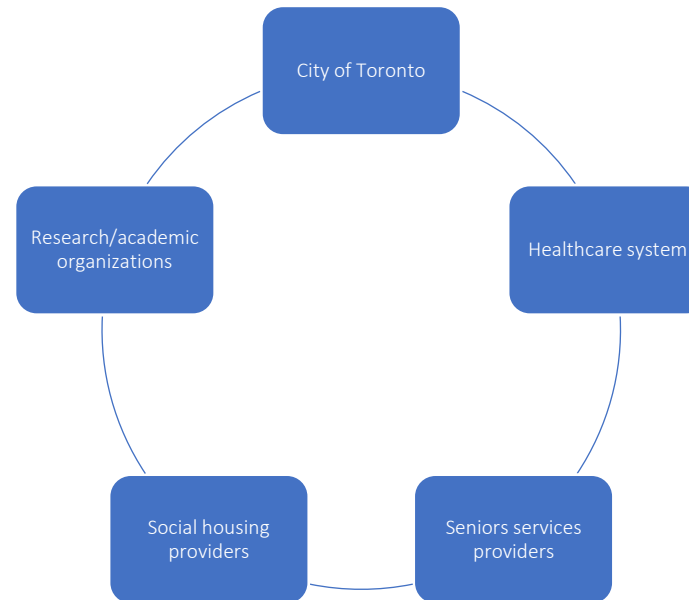 City of Toronto
Research/academic
organizations
Healthcare system
Social housing
providers
Seniors services
providers